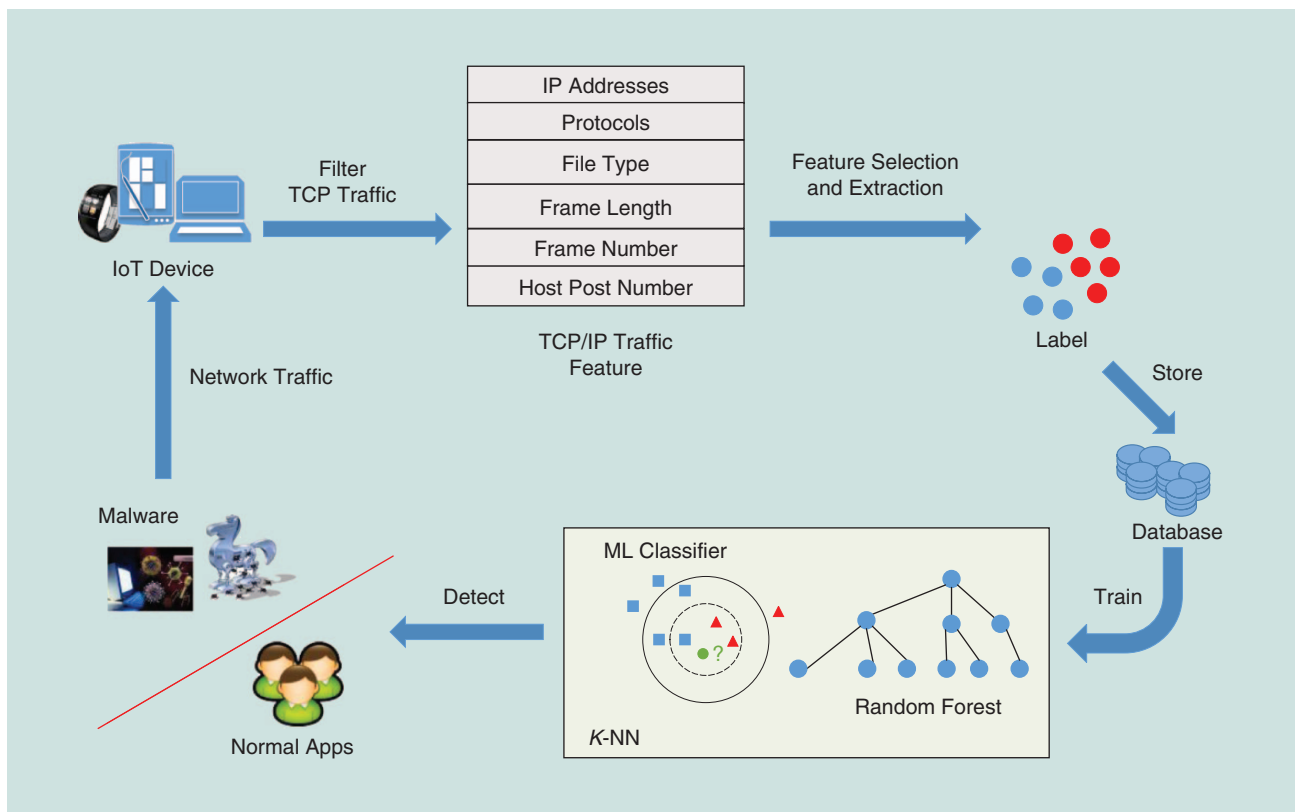 IP Addresses
Protocols
File Type
Frame Length
Frame Number
Host Post Number
TCP/IP Traffic
Feature
Filter
TCP Traffic
Feature Selection
and Extraction
IoT Device
Label
Network Traffic
Store
Malware
Database
ML Classifier
Detect
Train
?
Random Forest
K-NN
Normal Apps